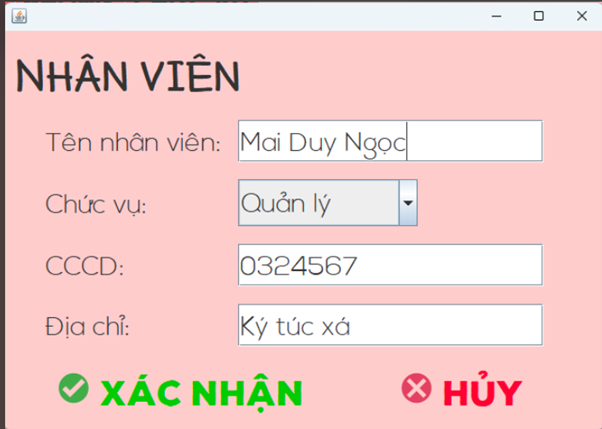 NHÂN VIÊN
Tên nhân viên: Mai Duy Ngọc
Chức vụ: Quản lý
CCCD: 0324567
Địa chỉ: Ký túc xá
XÁC NHẬN HỦY